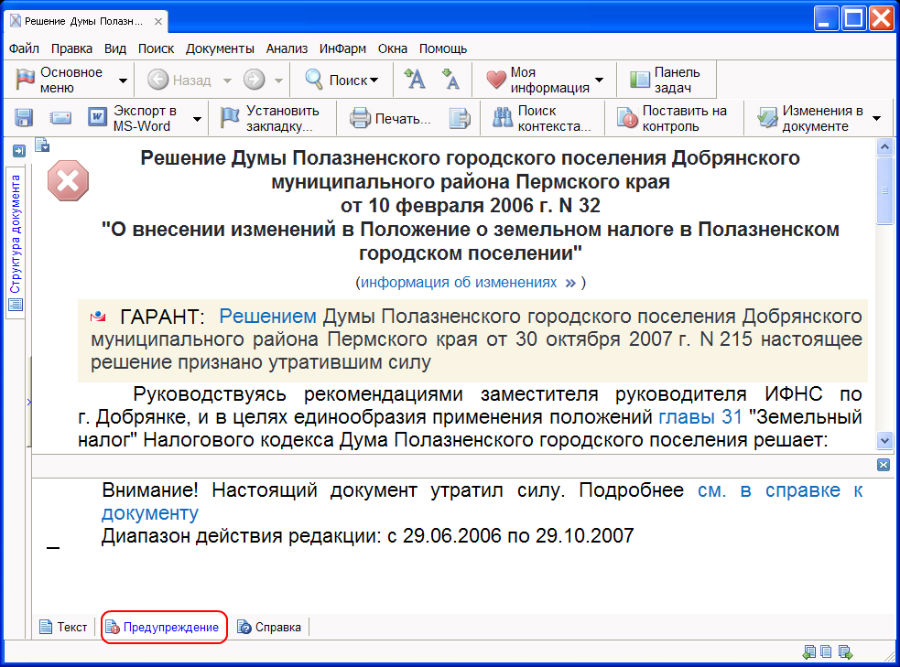 Решение Думы Полазн...
Файл Правка Вид Поиск Документы Анализ ИнФарм Окна Помощь
Основное меню Назад Поиск А А Моя информация Панель задач
Экспорт в MS-Word Установить закладку... Печать... Поиск контекста... Поставить на контроль Изменения в документе
Структура документа
Решение Думы Полазненского городского поселения Добрянского
муниципального района Пермского края
от 10 февраля 2006 г. N 32
"О внесении изменений в Положение о земельном налоге в Полазненском
городском поселении"
(информация об изменениях » )
ГАРАНТ: Решением Думы Полазненского городского поселения Добрянского
муниципального района Пермского края от 30 октября 2007 г. N 215 настоящее
решение признано утратившим силу
Руководствуясь рекомендациями заместителя руководителя ИФНС по
г. Добрянке, и в целях единообразия применения положений главы 31 "Земельный
налог" Налогового кодекса Дума Полазненского городского поселения решает:
Внимание! Настоящий документ утратил силу. Подробнее см. в справке к
документу
Диапазон действия редакции: с 29.06.2006 по 29.10.2007
Текст Предупреждение Справка